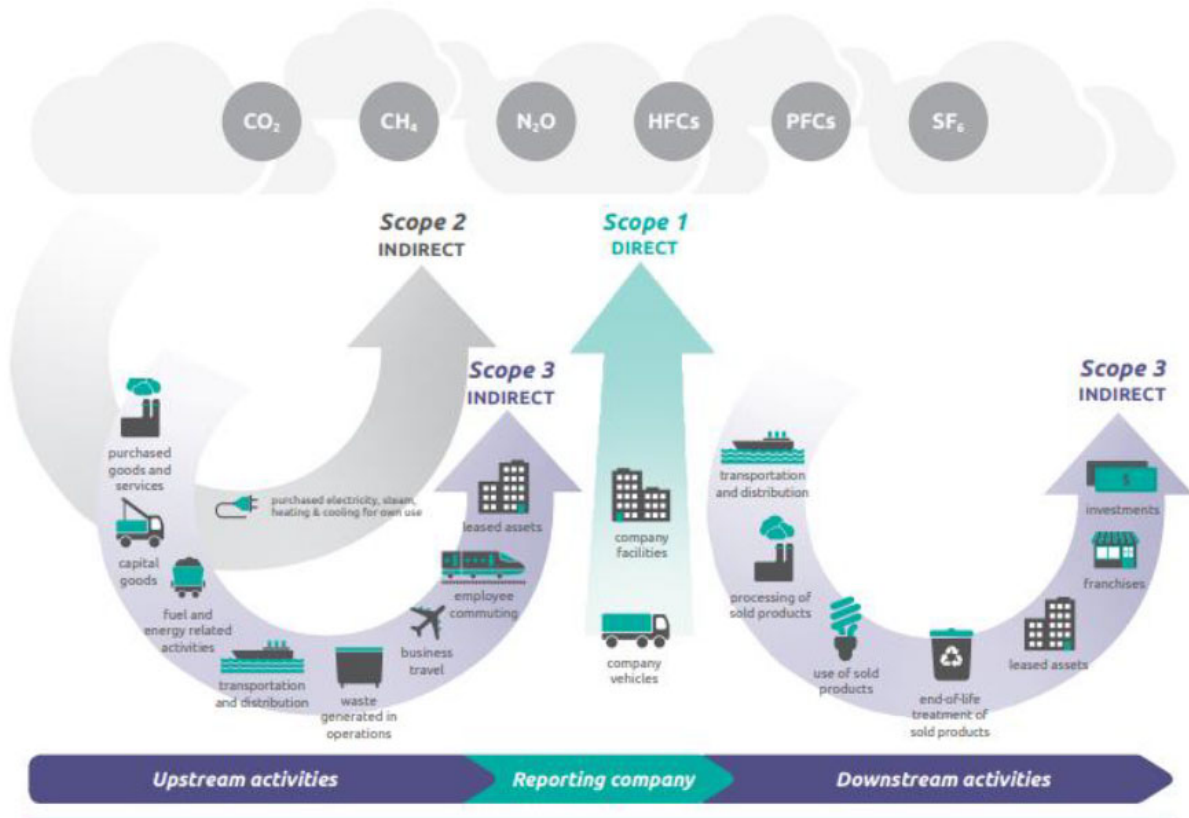 CO₂
CH₄
N₂O
HFCs
PFCs
SF₆
Scope 2
INDIRECT
Scope 1
DIRECT
Scope 3
INDIRECT
Scope 3
INDIRECT
purchased
goods and
services
capital
goods
fuel and
energy related
activities
transportation
and distribution
waste
generated in
operations
business
travel
employee
commuting
leased assets
purchased electricity, steam,
heating & cooling for own use
company
facilities
company
vehicles
transportation
and distribution
processing of
sold products
use of sold
products
end-of-life
treatment of
sold products
leased assets
franchises
$
investments
Upstream activities
Reporting company
Downstream activities